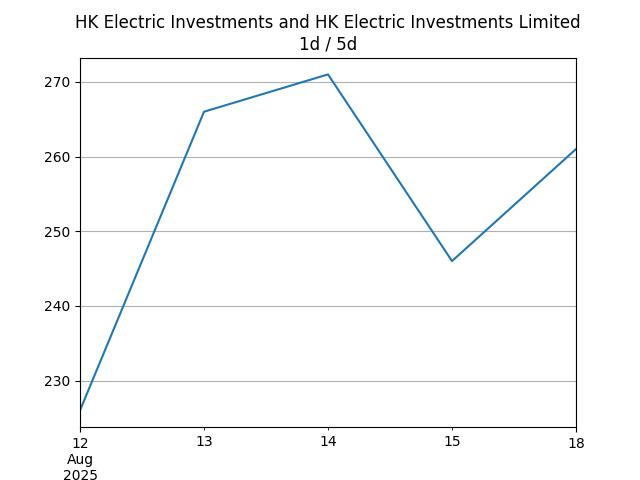 HK Electric Investments and HK Electric Investments Limited
1d / 5d
270
260
250
240
230
12 13 14 15 18
Aug
2025